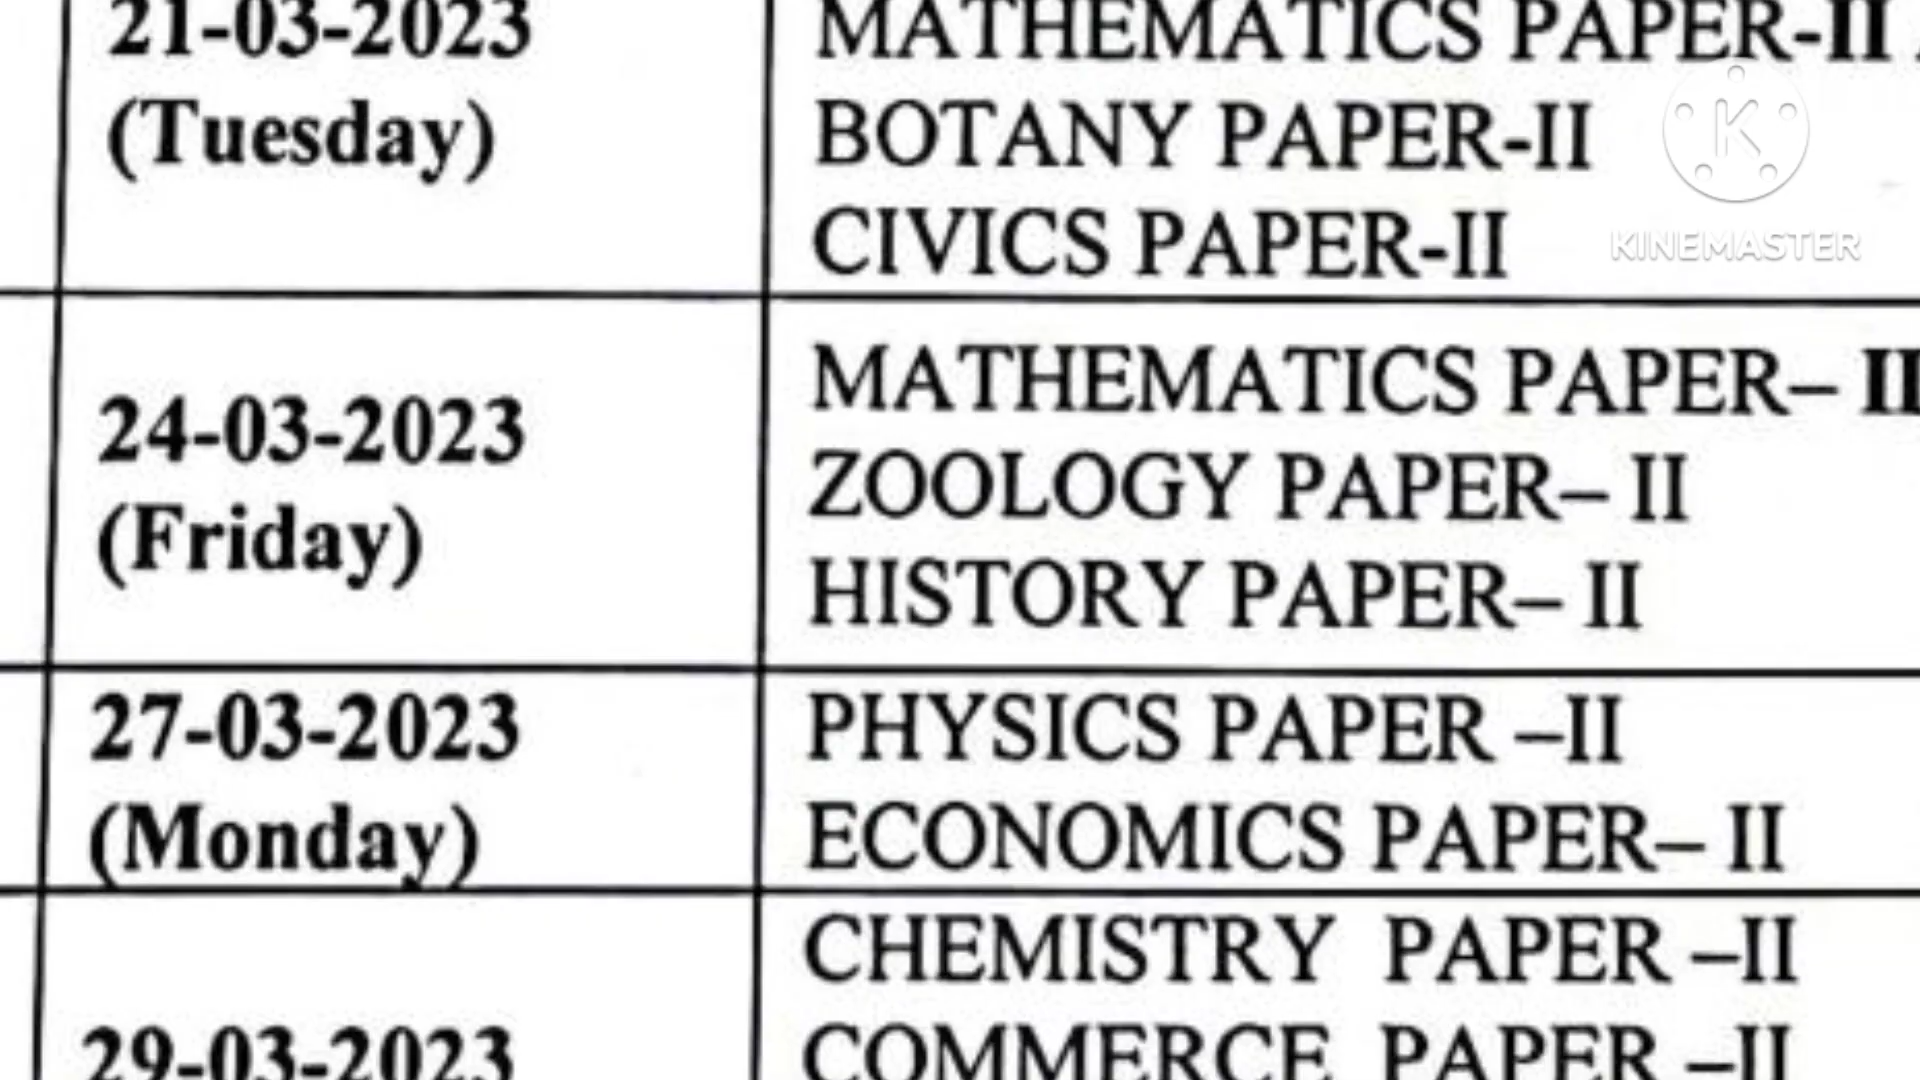 21-03-2023
(Tuesday)
MATHEMATICS PAPER-II
BOTANY PAPER-II
CIVICS PAPER-II
24-03-2023
(Friday)
MATHEMATICS PAPER– II
ZOOLOGY PAPER– II
HISTORY PAPER– II
27-03-2023
(Monday)
PHYSICS PAPER –II
ECONOMICS PAPER– II
29-03-2023
CHEMISTRY PAPER –II
COMMERCE PAPER –II
K
KINEMASTER